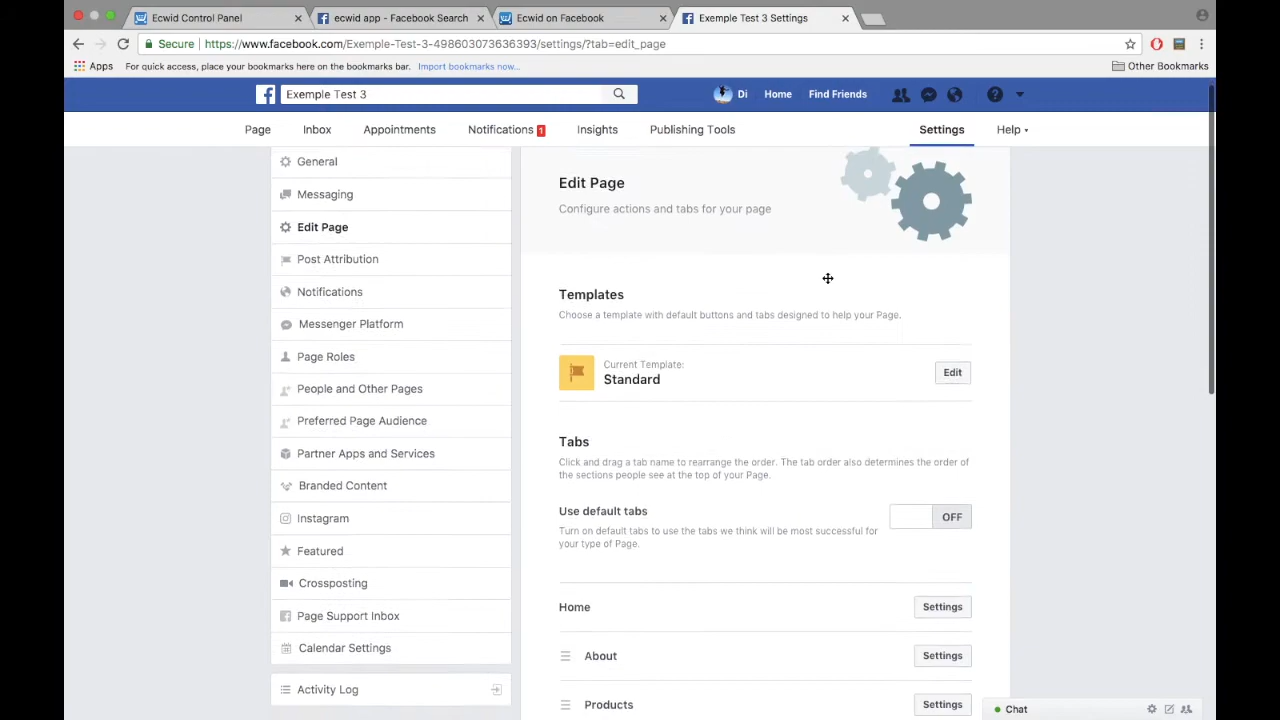 Ecwid Control Panel
ecwid app - Facebook Search
Ecwid on Facebook
Exemple Test 3 Settings
Secure
https://www.facebook.com/Exemple-Test-3-498603073636393/settings/?tab=edit_page
Apps
For quick access, place your bookmarks here on the bookmarks bar.
Import bookmarks now...
Other Bookmarks
Exemple Test 3
Di
Home
Find Friends
Page
Inbox
Appointments
Notifications 1
Insights
Publishing Tools
Settings
Help
General
Messaging
Edit Page
Post Attribution
Notifications
Messenger Platform
Page Roles
People and Other Pages
Preferred Page Audience
Partner Apps and Services
Branded Content
Instagram
Featured
Crossposting
Page Support Inbox
Calendar Settings
Activity Log
Edit Page
Configure actions and tabs for your page
Templates
Choose a template with default buttons and tabs designed to help your Page.
Current Template:
Standard
Edit
Tabs
Click and drag a tab name to rearrange the order. The tab order also determines the order of
the sections people see at the top of your Page.
Use default tabs
OFF
Turn on default tabs to use the tabs we think will be most successful for
your type of Page.
Home
Settings
About
Settings
Products
Settings
Chat